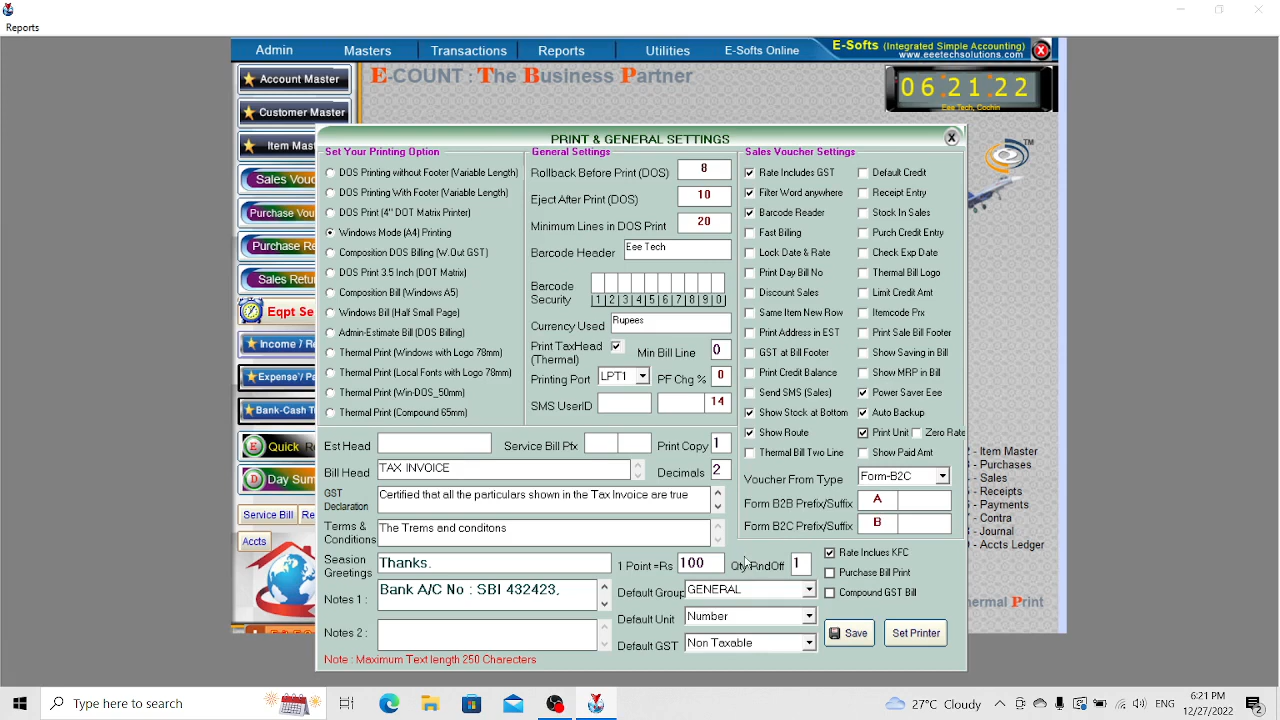 Reports
Admin Masters Transactions Reports Utilities E-Softs Online
E-Softs (Integrated Simple Accounting)
www.eeetechsolutions.com
E-COUNT : The Business Partner
06:21:22
Eee Tech, Cochin
Account Master
Customer Master
Item Mas
Sales Vou
Purchase Vou
Purchase Re
Sales Retu
Eqpt Se
Income / Re
Expense'/ Pa
Bank-Cash T
E Quick Re
D Day Sum
Service Bill Re
Accts
PRINT & GENERAL SETTINGS
X
Set Your Printing Option
DOS Printing without Footer (Variable Length)
DOS Printing With Footer (Variable Length)
DOS Print (4'' DOT Matrix Printer)
Windows Mode (A4) Printing
Composition DOS Billing (W.Out GST)
DOS Print 3.5 Inch (DOT Matrix)
Composition Bill (Windows A5)
Windows Bill (Half Small Page)
Admn-Estimate Bill (DOS Billing)
Thermal Print (Windows with Logo 78mm)
Thermal Print (Local Fonts with Logo 78mm)
Thermal Print (Win-DOS_50mm)
Thermal Print (Compound 65mm)
General Settings
Rollback Before Print (DOS) 8
Eject After Print (DOS) 10
Minimum Lines in DOS Print 20
Barcode Header Eee Tech
Barcode Security
1 2 3 4 5 6 7 8 9 0
Currency Used Rupees
Print TaxHead (Thermal) Min Bill Line 0
Printing Port LPT1 PF Chg % 0
SMS UserID 14
Sales Voucher Settings
Rate Includes GST Default Credit
Filter Word anywhere Receipt Entry
Barcode Reader Stock In Sales
Fast Billing Purch Credit Entry
Lock Date & Rate Check Exp Date
Print Day Bill No Thermal Bill Logo
Discount Sales Limit Credit Amt
Same Item New Row Itemcode Prx
Print Address in EST Print Sale Bill Footer
GST at Bill Footer Show Saving in Bill
Print Credit Balance Show MRP in Bill
Send SMS (Sales) Power Saver Eee
Show Stock at Bottom Auto Backup
Show Route Print Unit Zero Rate
Thermal Bill Two Line Show Paid Amt
Voucher From Type Form-B2C
Form B2B Prefix/Suffix A
Form B2C Prefix/Suffix B
Est Head Service Bill Pfx Print Copy 1
Bill Head TAX INVOICE Decimals 2
GST Declaration Certified that all the particulars shown in the Tax Invoice are true
Terms & Conditions The Trems and conditons
Season Greetings Thanks. 1 Point =Rs 100 Qty RndOff 1
Notes 1 : Bank A/C No : SBI 432423,
Notes 2 :
Default Group GENERAL
Default Unit Number
Default GST Non Taxable
Rate Inclues KFC
Purchase Bill Print
Compound GST Bill
Save Set Printer
Note : Maximum Text length 250 Charecters
- Item Master
- Purchases
- Sales
- Receipts
- Payments
- Contra
- Journal
- Accts Ledger
hermal Print
Type here to search
27°C Cloudy
ENG
6:21 PM
12/27/2022
2